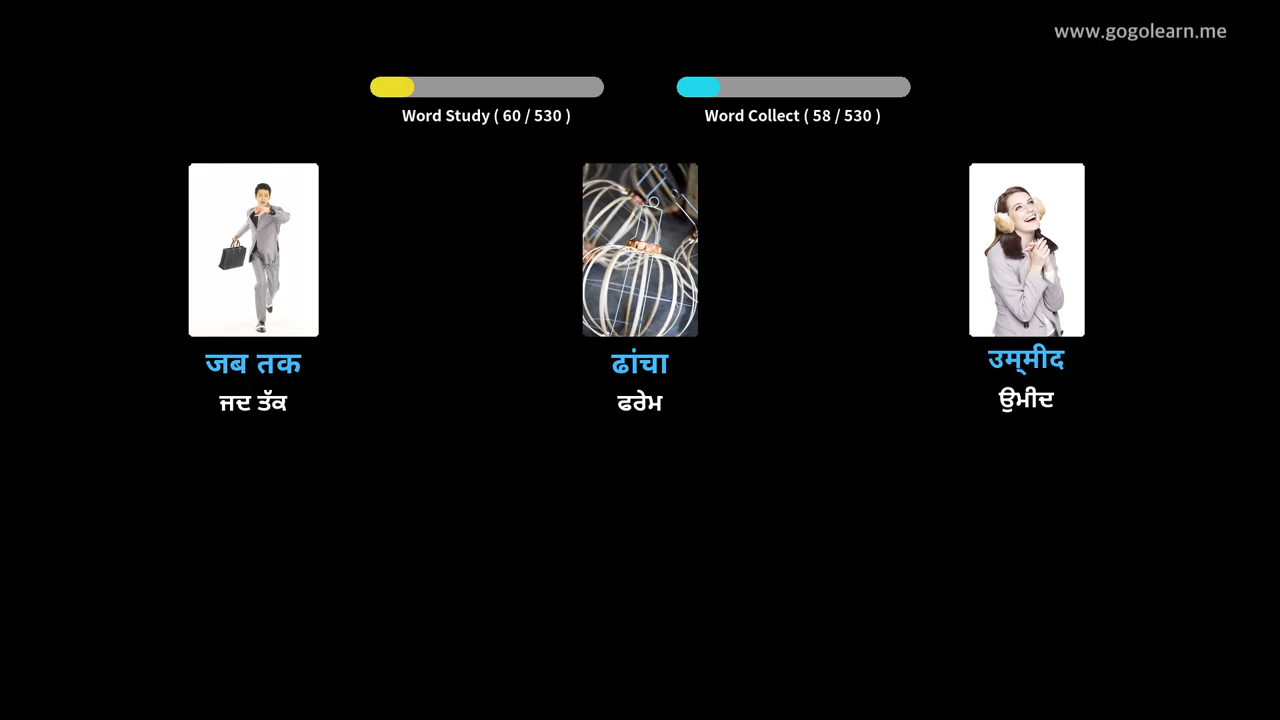 www.gogolearn.me
Word Study ( 60 / 530 )
Word Collect ( 58 / 530 )
जब तक
ਜਦ ਤੱਕ
ढांचा
ਫਰੇਮ
उम्मीद
ਉਮੀਦ